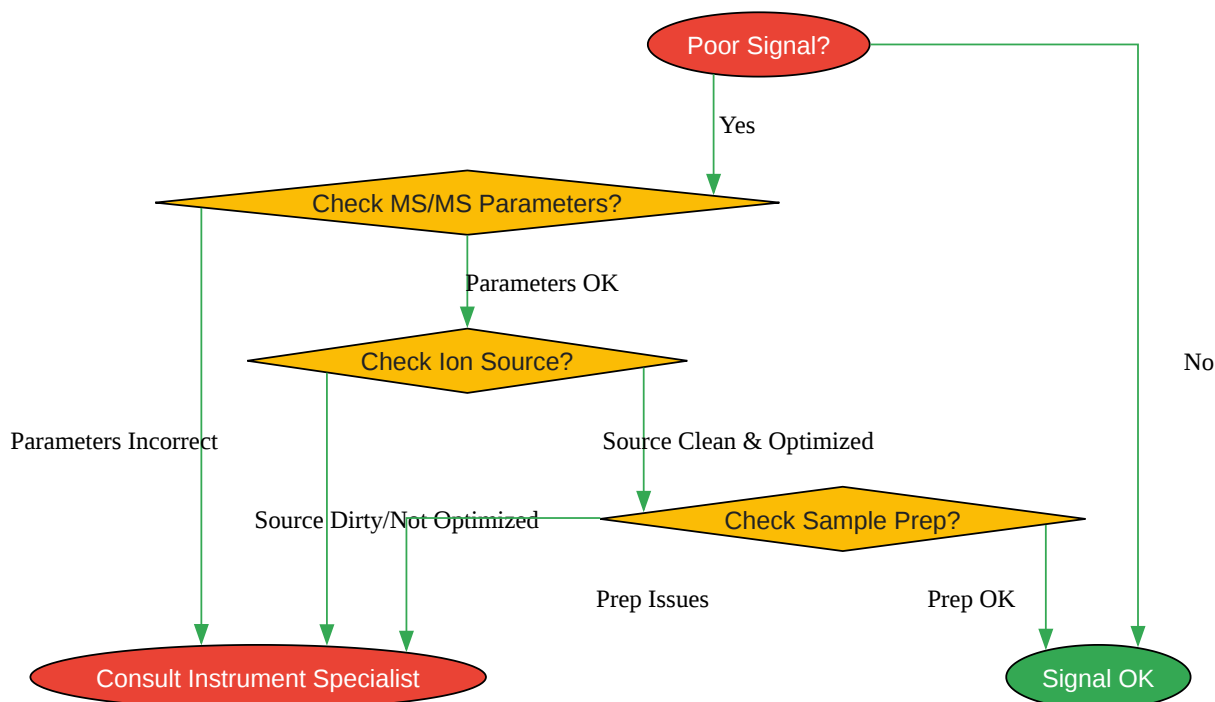 Poor Signal?
Yes
Check MS/MS Parameters?
Parameters OK
Check Ion Source?
No
Parameters Incorrect
Source Clean & Optimized
Source Dirty/Not Optimized
Check Sample Prep?
Prep Issues
Prep OK
Consult Instrument Specialist
Signal OK